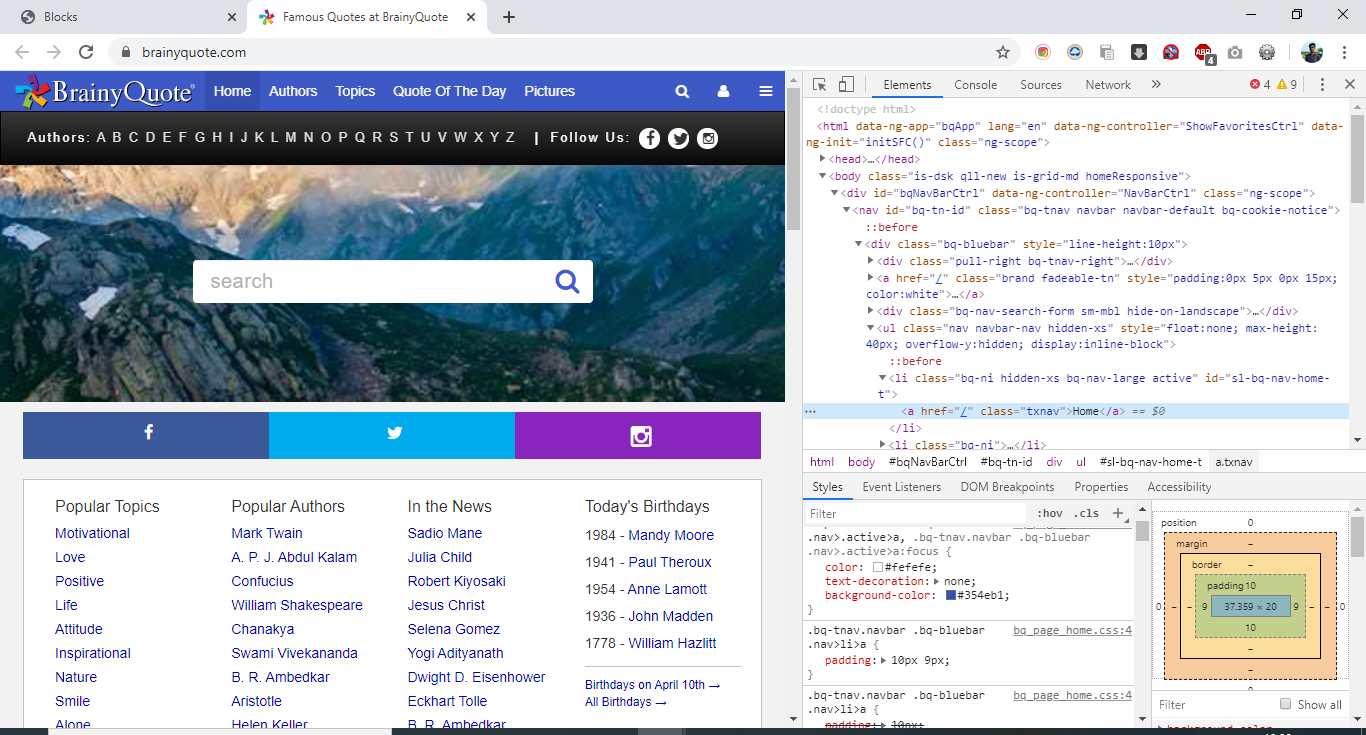 Blocks
Famous Quotes at BrainyQuote
brainyquote.com
ABP
4
BrainyQuote®
Home Authors Topics Quote Of The Day Pictures
Authors: A B C D E F G H I J K L M N O P Q R S T U V W X Y Z | Follow Us:
search
Popular Topics
Motivational
Love
Positive
Life
Attitude
Inspirational
Nature
Smile
Alone
Popular Authors
Mark Twain
A. P. J. Abdul Kalam
Confucius
William Shakespeare
Chanakya
Swami Vivekananda
B. R. Ambedkar
Aristotle
Helen Keller
In the News
Sadio Mane
Julia Child
Robert Kiyosaki
Jesus Christ
Selena Gomez
Yogi Adityanath
Dwight D. Eisenhower
Eckhart Tolle
B. R. Ambedkar
Today's Birthdays
1984 - Mandy Moore
1941 - Paul Theroux
1954 - Anne Lamott
1936 - John Madden
1778 - William Hazlitt
Birthdays on April 10th →
All Birthdays →
Elements Console Sources Network » 4 9
<!doctype html>
<html data-ng-app="bqApp" lang="en" data-ng-controller="ShowFavoritesCtrl" data-
ng-init="initSFC()" class="ng-scope">
<head>…</head>
<body class="is-dsk qll-new is-grid-md homeResponsive">
<div id="bqNavBarCtrl" data-ng-controller="NavBarCtrl" class="ng-scope">
<nav id="bq-tn-id" class="bq-tnav navbar navbar-default bq-cookie-notice">
::before
<div class="bq-bluebar" style="line-height:10px">
<div class="pull-right bq-tnav-right">…</div>
<a href="/" class="brand fadeable-tn" style="padding:0px 5px 0px 15px;
color:white">…</a>
<div class="bq-nav-search-form sm-mbl hide-on-landscape">…</div>
<ul class="nav navbar-nav hidden-xs" style="float:none; max-height:
40px; overflow-y:hidden; display:inline-block">
::before
<li class="bq-ni hidden-xs bq-nav-large active" id="sl-bq-nav-home-
t">
<a href="/" class="txnav">Home</a> == $0
</li>
<li class="bq-ni">…</li>
html body #bqNavBarCtrl #bq-tn-id div ul #sl-bq-nav-home-t a.txnav
Styles Event Listeners DOM Breakpoints Properties Accessibility
Filter :hov .cls +
.nav>.active>a, .bq-tnav.navbar .bq-bluebar
.nav>.active>a:focus {
color: #fefefe;
text-decoration: none;
background-color: #354eb1;
}
.bq-tnav.navbar .bq-bluebar bq_page_home.css:4
.nav>li>a {
padding: 10px 9px;
}
.bq-tnav.navbar .bq-bluebar bq_page_home.css:4
.nav>li>a {
padding: 10px;
position 0
margin –
border –
padding 10
0 – – 9 37.359 × 20 9 – – 0
10
–
–
Filter Show all